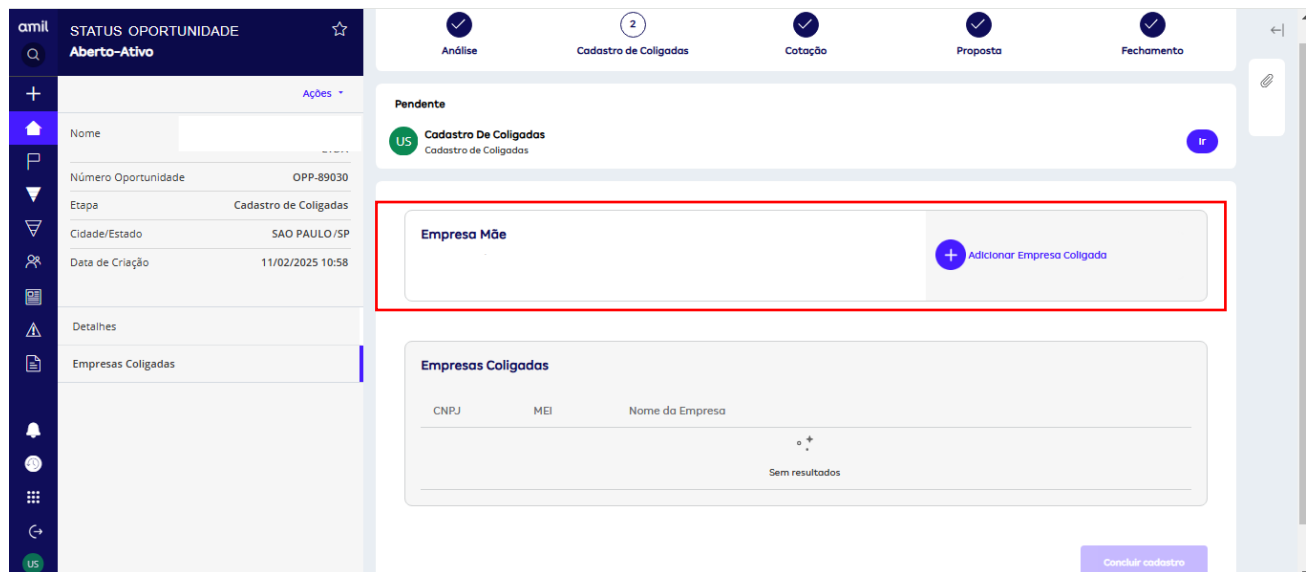 amil
STATUS OPORTUNIDADE
Aberto-Ativo
Ações
Nome
Número Oportunidade OPP-89030
Etapa Cadastro de Coligadas
Cidade/Estado SAO PAULO/SP
Data de Criação 11/02/2025 10:58
Detalhes
Empresas Coligadas
US
Análise
2
Cadastro de Coligadas
Cotação
Proposta
Fechamento
Pendente
US
Cadastro De Coligadas
Cadastro de Coligadas
Ir
Empresa Mãe
Adicionar Empresa Coligada
Empresas Coligadas
CNPJ MEI Nome da Empresa
Sem resultados
Concluir cadastro